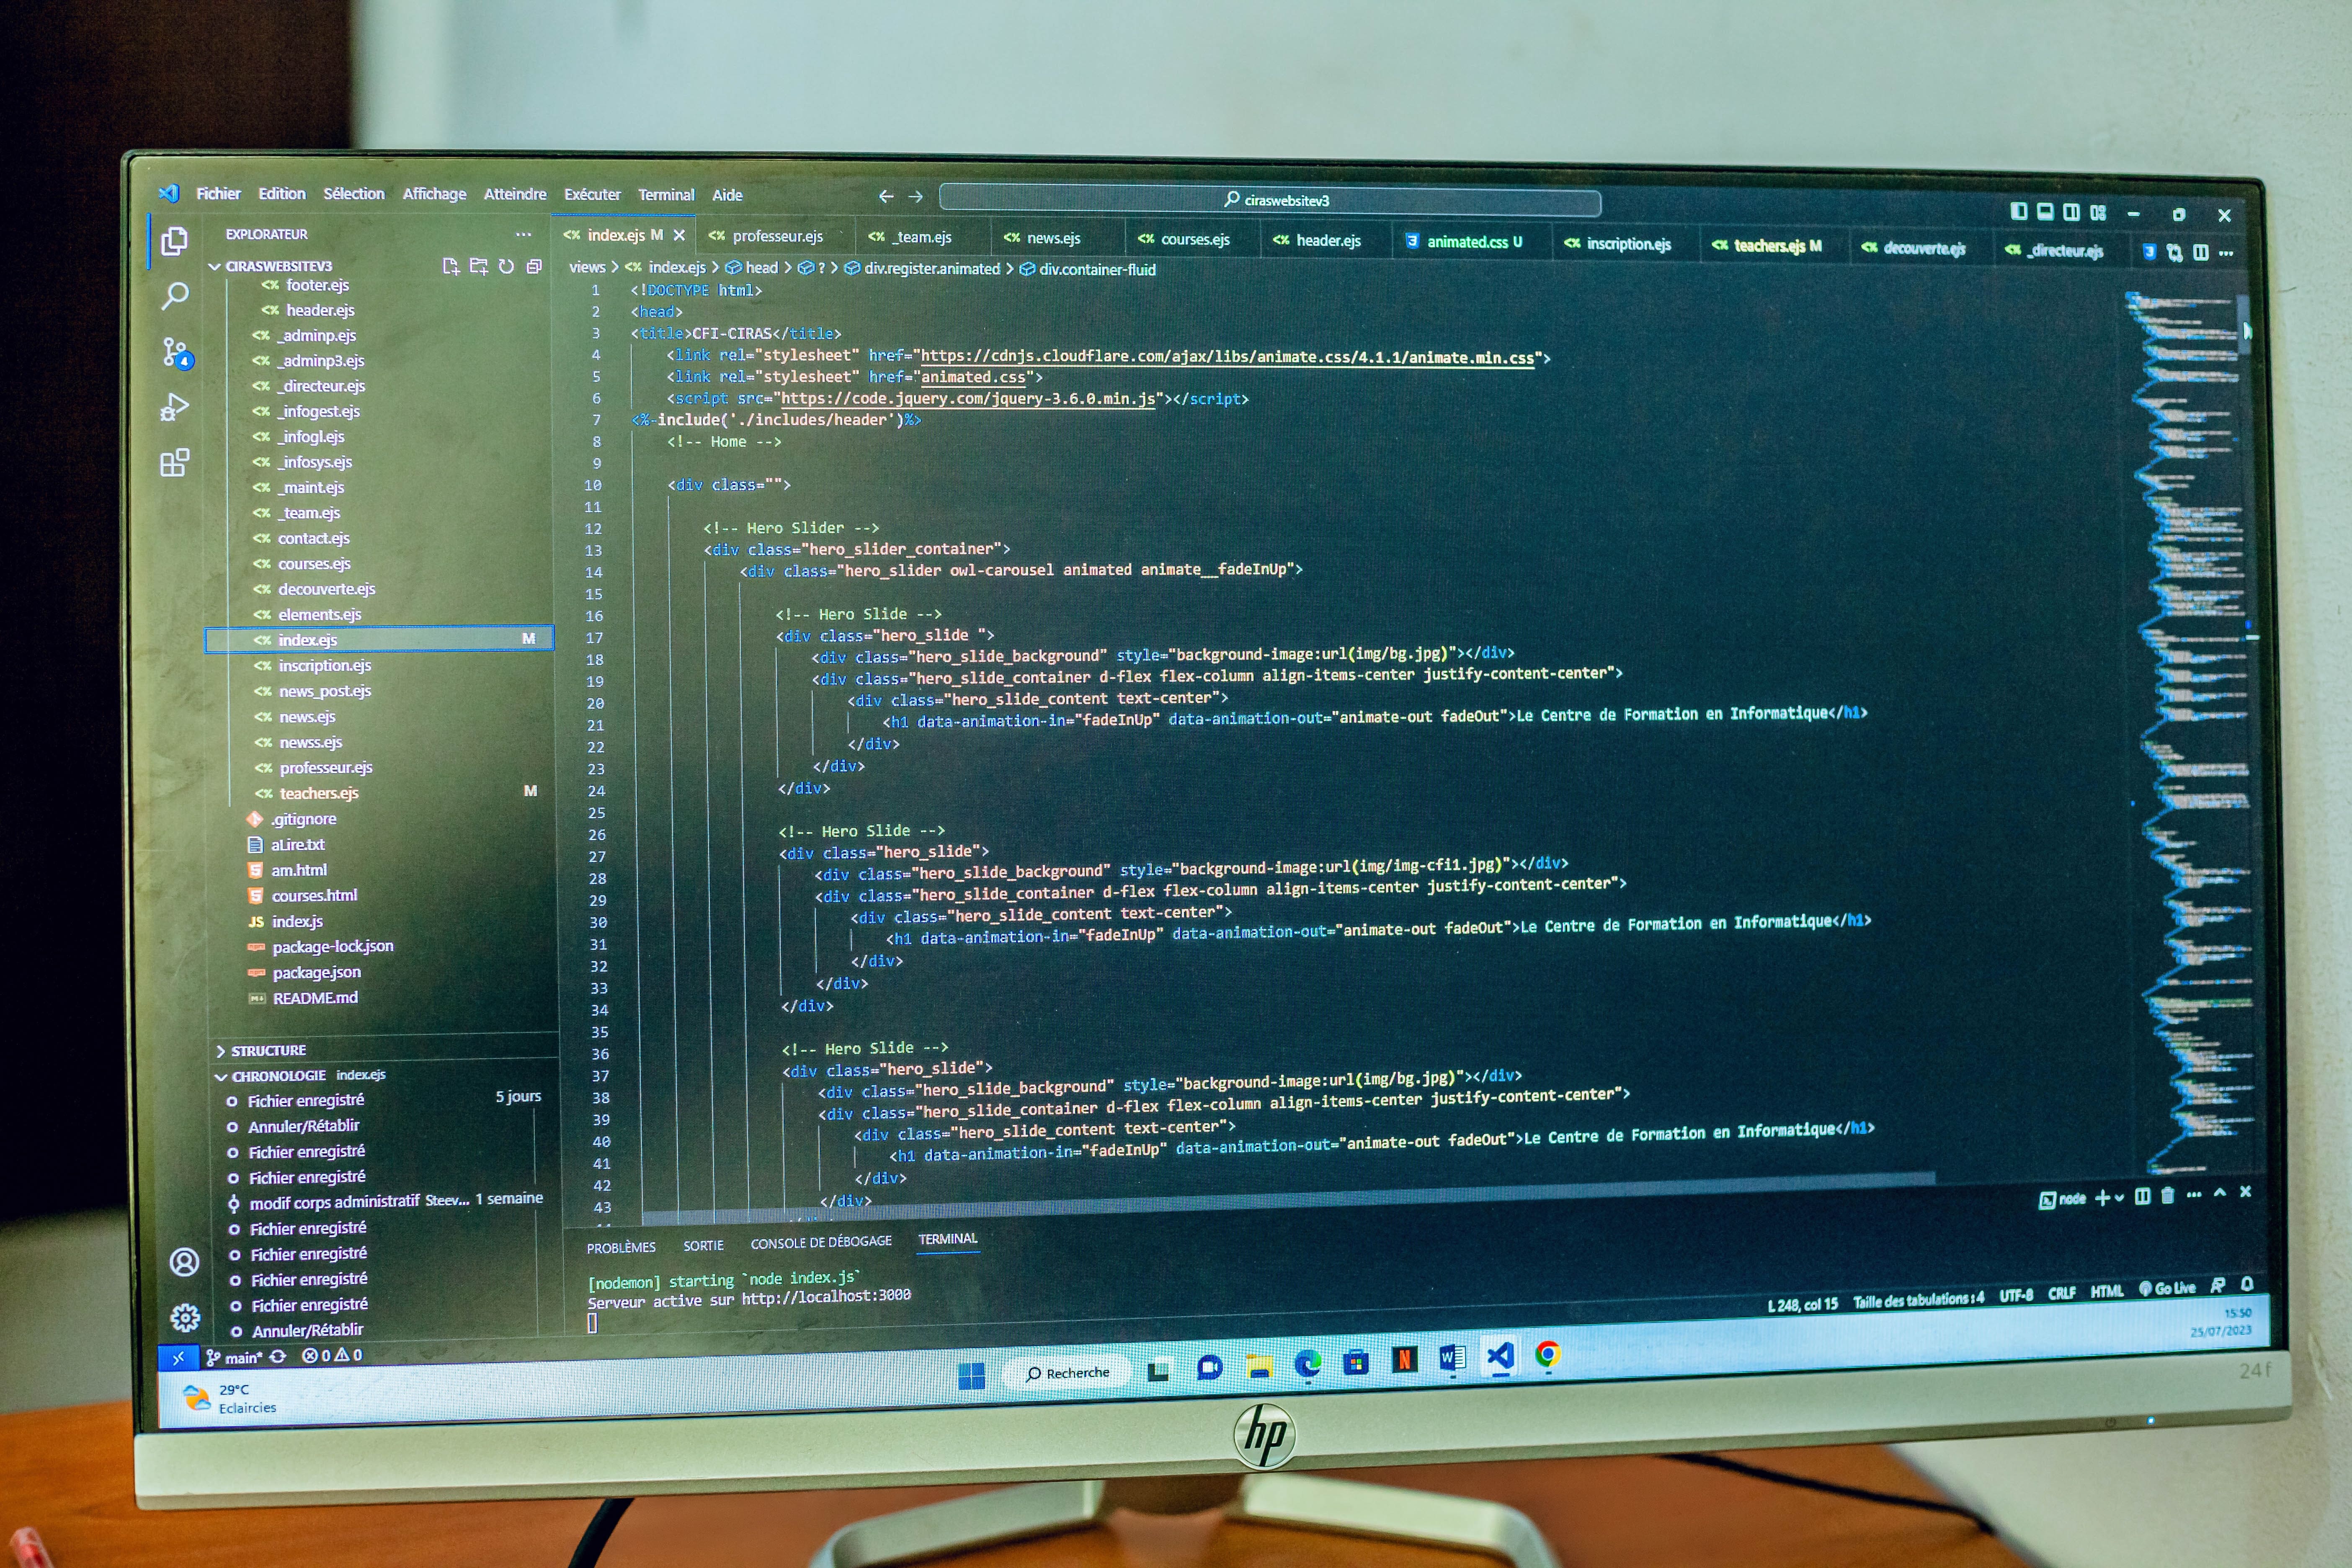 Fichier Edition Sélection Affichage Atteindre Exécuter Terminal Aide
ciraswebsitev3
EXPLORATEUR
CIRASWEBSITEV3
footer.ejs
header.ejs
_adminp.ejs
_adminp3.ejs
_directeur.ejs
_infogest.ejs
_infogl.ejs
_infosys.ejs
_maint.ejs
_team.ejs
contact.ejs
courses.ejs
decouverte.ejs
elements.ejs
index.ejs M
inscription.ejs
news_post.ejs
news.ejs
newss.ejs
professeur.ejs
teachers.ejs M
.gitignore
aLire.txt
am.html
courses.html
JS index.js
package-lock.json
package.json
README.md
STRUCTURE
CHRONOLOGIE index.ejs
Fichier enregistré 5 jours
Annuler/Rétablir
Fichier enregistré
Fichier enregistré
modif corps administratif Steev... 1 semaine
Fichier enregistré
Fichier enregistré
Fichier enregistré
Fichier enregistré
Annuler/Rétablir
4
index.ejs M professeur.ejs _team.ejs news.ejs courses.ejs header.ejs animated.css U inscription.ejs teachers.ejs M decouverte.ejs _directeur.ejs
views > index.ejs > head > ? > div.register.animated > div.container-fluid
1 <!DOCTYPE html>
2 <head>
3 <title>CFI-CIRAS</title>
4 <link rel="stylesheet" href="https://cdnjs.cloudflare.com/ajax/libs/animate.css/4.1.1/animate.min.css">
5 <link rel="stylesheet" href="animated.css">
6 <script src="https://code.jquery.com/jquery-3.6.0.min.js"></script>
7 <%-include('./includes/header')%>
8 <!-- Home -->
9
10 <div class="">
11
12 <!-- Hero Slider -->
13 <div class="hero_slider_container">
14 <div class="hero_slider owl-carousel animated animate__fadeInUp">
15
16 <!-- Hero Slide -->
17 <div class="hero_slide ">
18 <div class="hero_slide_background" style="background-image:url(img/bg.jpg)"></div>
19 <div class="hero_slide_container d-flex flex-column align-items-center justify-content-center">
20 <div class="hero_slide_content text-center">
21 <h1 data-animation-in="fadeInUp" data-animation-out="animate-out fadeOut">Le Centre de Formation en Informatique</h1>
22 </div>
23 </div>
24 </div>
25
26 <!-- Hero Slide -->
27 <div class="hero_slide">
28 <div class="hero_slide_background" style="background-image:url(img/img-cfi1.jpg)"></div>
29 <div class="hero_slide_container d-flex flex-column align-items-center justify-content-center">
30 <div class="hero_slide_content text-center">
31 <h1 data-animation-in="fadeInUp" data-animation-out="animate-out fadeOut">Le Centre de Formation en Informatique</h1>
32 </div>
33 </div>
34 </div>
35
36 <!-- Hero Slide -->
37 <div class="hero_slide">
38 <div class="hero_slide_background" style="background-image:url(img/bg.jpg)"></div>
39 <div class="hero_slide_container d-flex flex-column align-items-center justify-content-center">
40 <div class="hero_slide_content text-center">
41 <h1 data-animation-in="fadeInUp" data-animation-out="animate-out fadeOut">Le Centre de Formation en Informatique</h1>
42 </div>
43 </div>
PROBLÈMES SORTIE CONSOLE DE DÉBOGAGE TERMINAL
node
[nodemon] starting `node index.js`
Serveur active sur http://localhost:3000
main* 0 0
L 248, col 15 Taille des tabulations : 4 UTF-8 CRLF HTML Go Live
29°C
Eclaircies
Recherche
15:50
25/07/2023
hp
24f